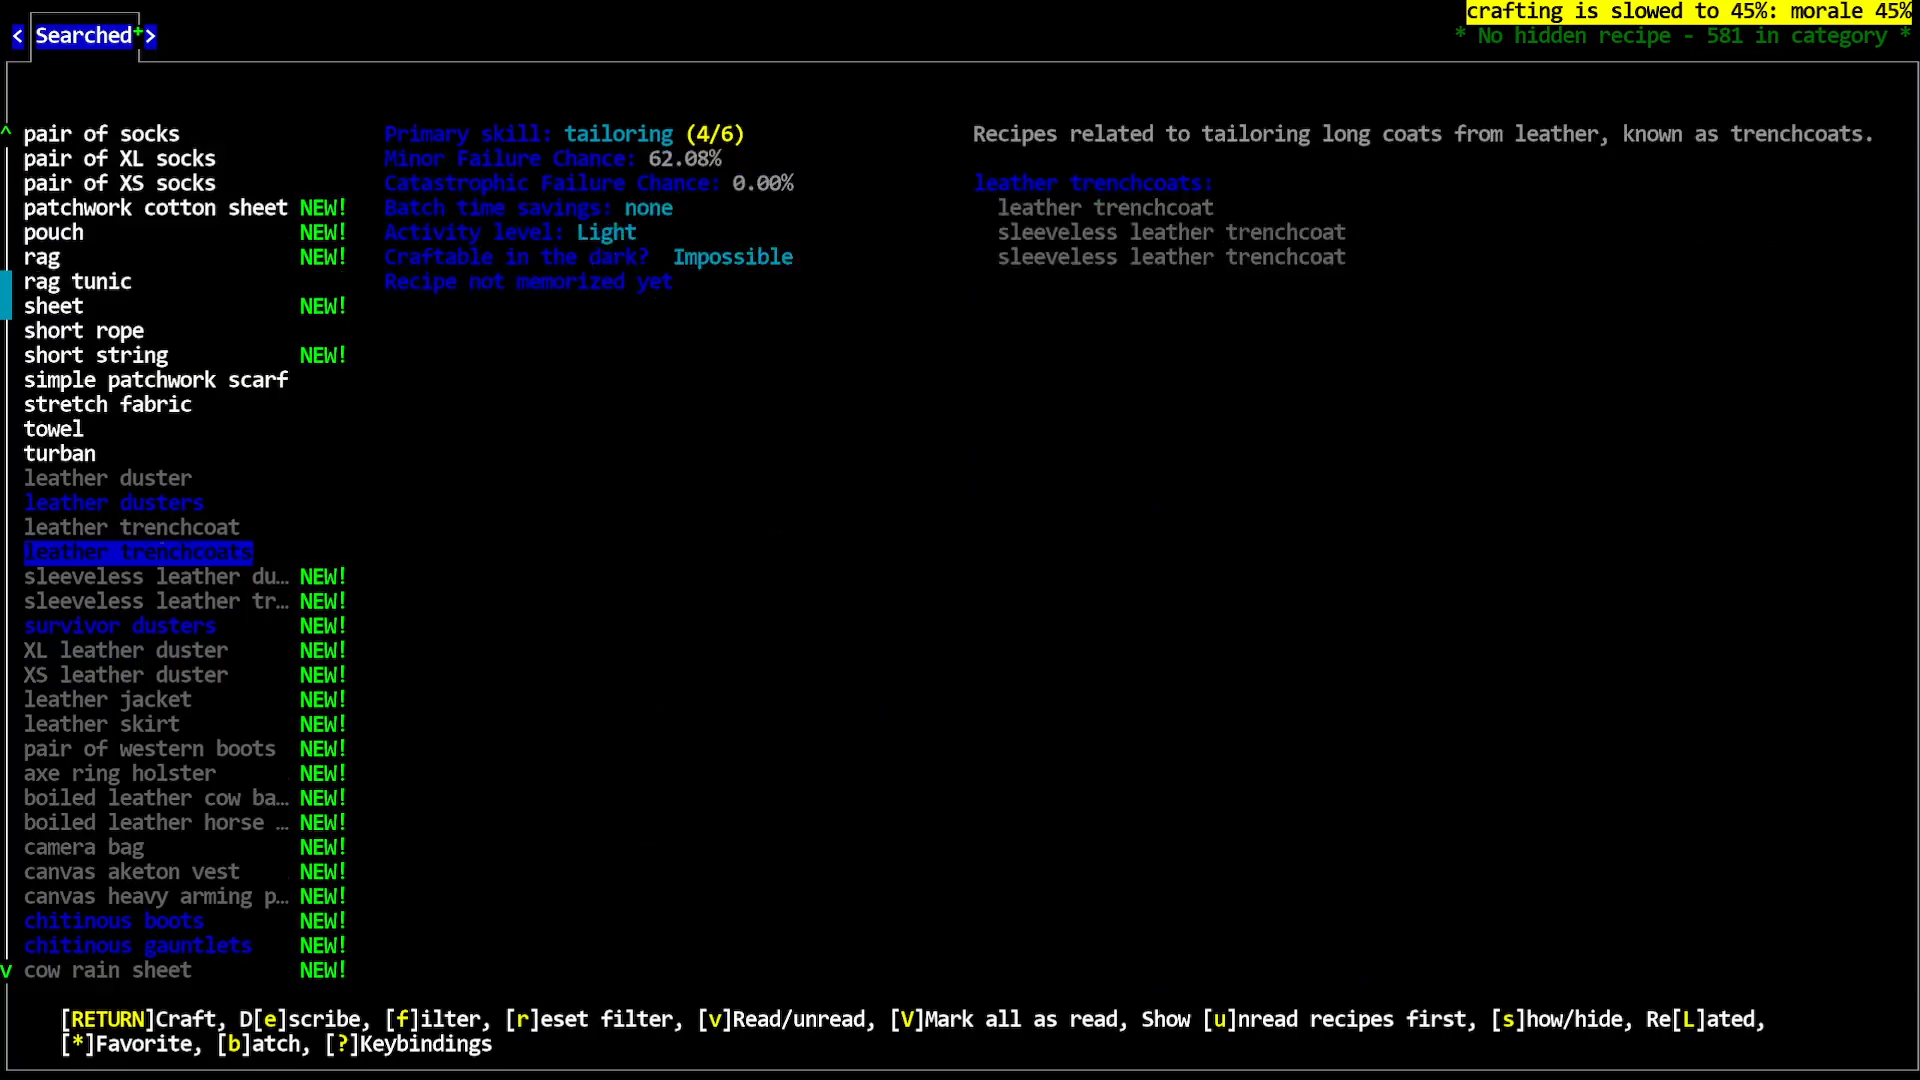 crafting is slowed to 45%: morale 45%
< Searched+>
* No hidden recipe - 581 in category *
^ pair of socks
pair of XL socks
pair of XS socks
patchwork cotton sheet NEW!
pouch NEW!
rag NEW!
rag tunic
sheet NEW!
short rope
short string NEW!
simple patchwork scarf
stretch fabric
towel
turban
leather duster
leather dusters
leather trenchcoat
leather trenchcoats
sleeveless leather du… NEW!
sleeveless leather tr… NEW!
survivor dusters NEW!
XL leather duster NEW!
XS leather duster NEW!
leather jacket NEW!
leather skirt NEW!
pair of western boots NEW!
axe ring holster NEW!
boiled leather cow ba… NEW!
boiled leather horse … NEW!
camera bag NEW!
canvas aketon vest NEW!
canvas heavy arming p… NEW!
chitinous boots NEW!
chitinous gauntlets NEW!
v cow rain sheet NEW!
Primary skill: tailoring (4/6)
Minor Failure Chance: 62.08%
Catastrophic Failure Chance: 0.00%
Batch time savings: none
Activity level: Light
Craftable in the dark? Impossible
Recipe not memorized yet
Recipes related to tailoring long coats from leather, known as trenchcoats.
leather trenchcoats:
leather trenchcoat
sleeveless leather trenchcoat
sleeveless leather trenchcoat
[RETURN]Craft, D[e]scribe, [f]ilter, [r]eset filter, [v]Read/unread, [V]Mark all as read, Show [u]nread recipes first, [s]how/hide, Re[L]ated,
[*]Favorite, [b]atch, [?]Keybindings